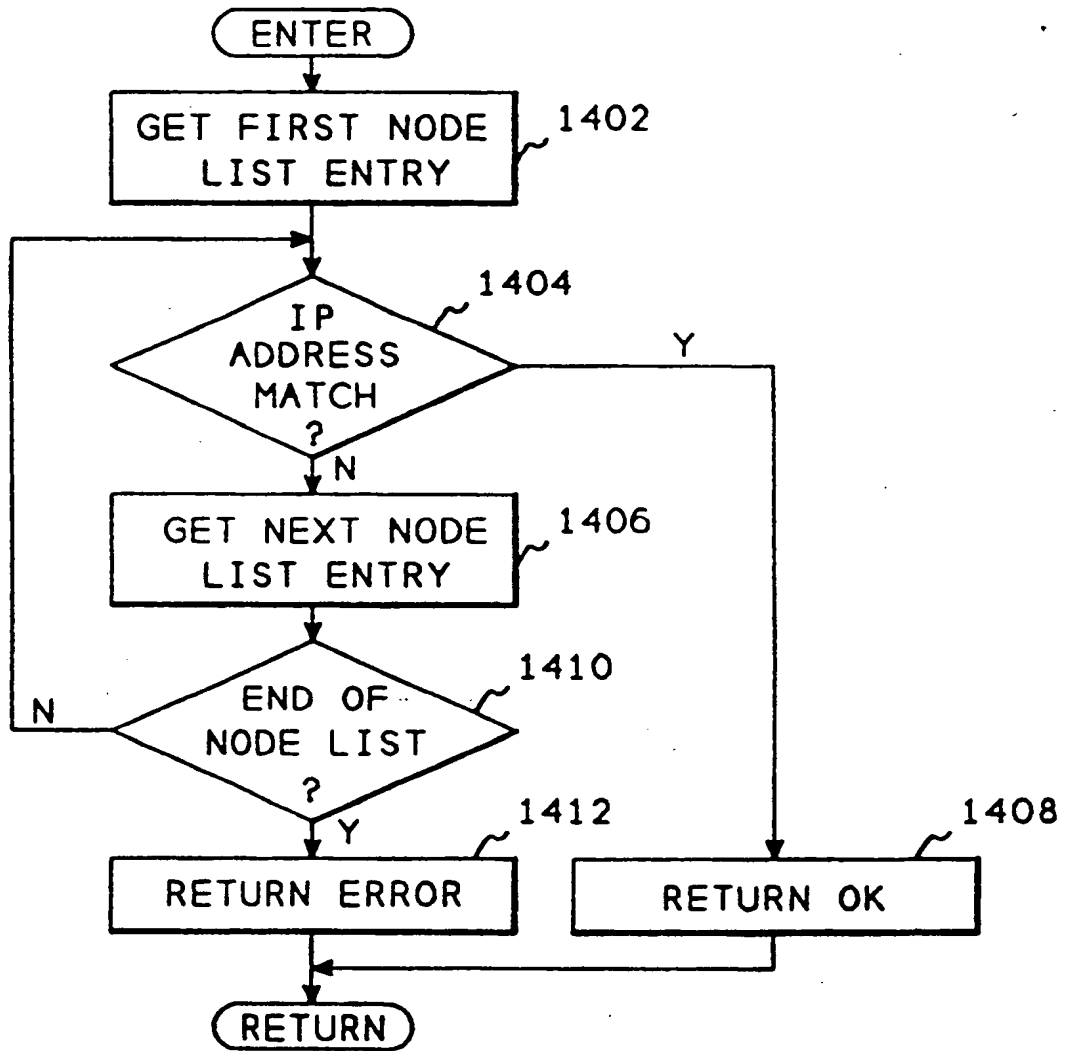 ENTER
GET FIRST NODE
LIST ENTRY
1402
1404
IP
ADDRESS
MATCH
?
Y
N
GET NEXT NODE
LIST ENTRY
1406
1410
END OF
NODE LIST
?
N
Y
1412
RETURN ERROR
1408
RETURN OK
RETURN